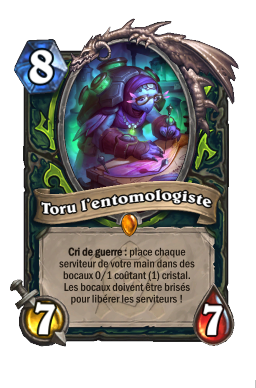 8
Toru l'entomologiste
Cri de guerre : place chaque
serviteur de votre main dans des
bocaux 0/1 coûtant (1) cristal.
Les bocaux doivent être brisés
pour libérer les serviteurs !
7
7